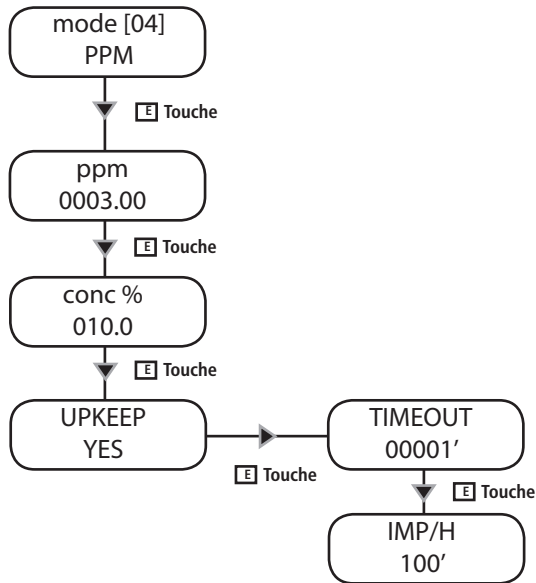 mode [04]
PPM
E Touche
ppm
0003.00
E Touche
conc %
010.0
E Touche
UPKEEP
YES
E Touche
TIMEOUT
00001’
E Touche
IMP/H
100’